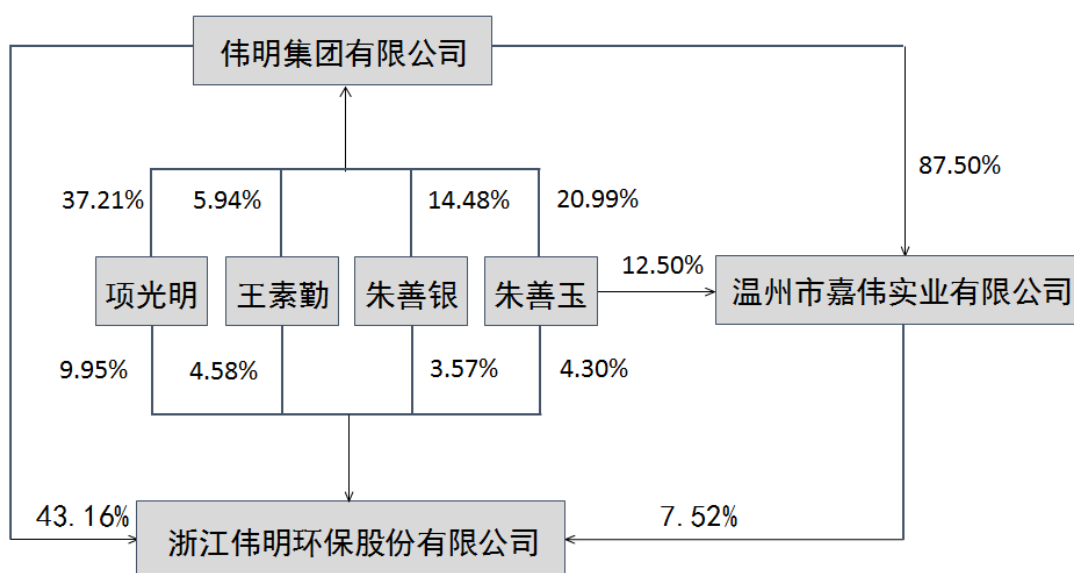 伟明集团有限公司
87.50%
37.21%
5.94%
14.48%
20.99%
12.50%
项光明
王素勤
朱善银
朱善玉
温州市嘉伟实业有限公司
9.95%
4.58%
3.57%
4.30%
43.16%
7.52%
浙江伟明环保股份有限公司